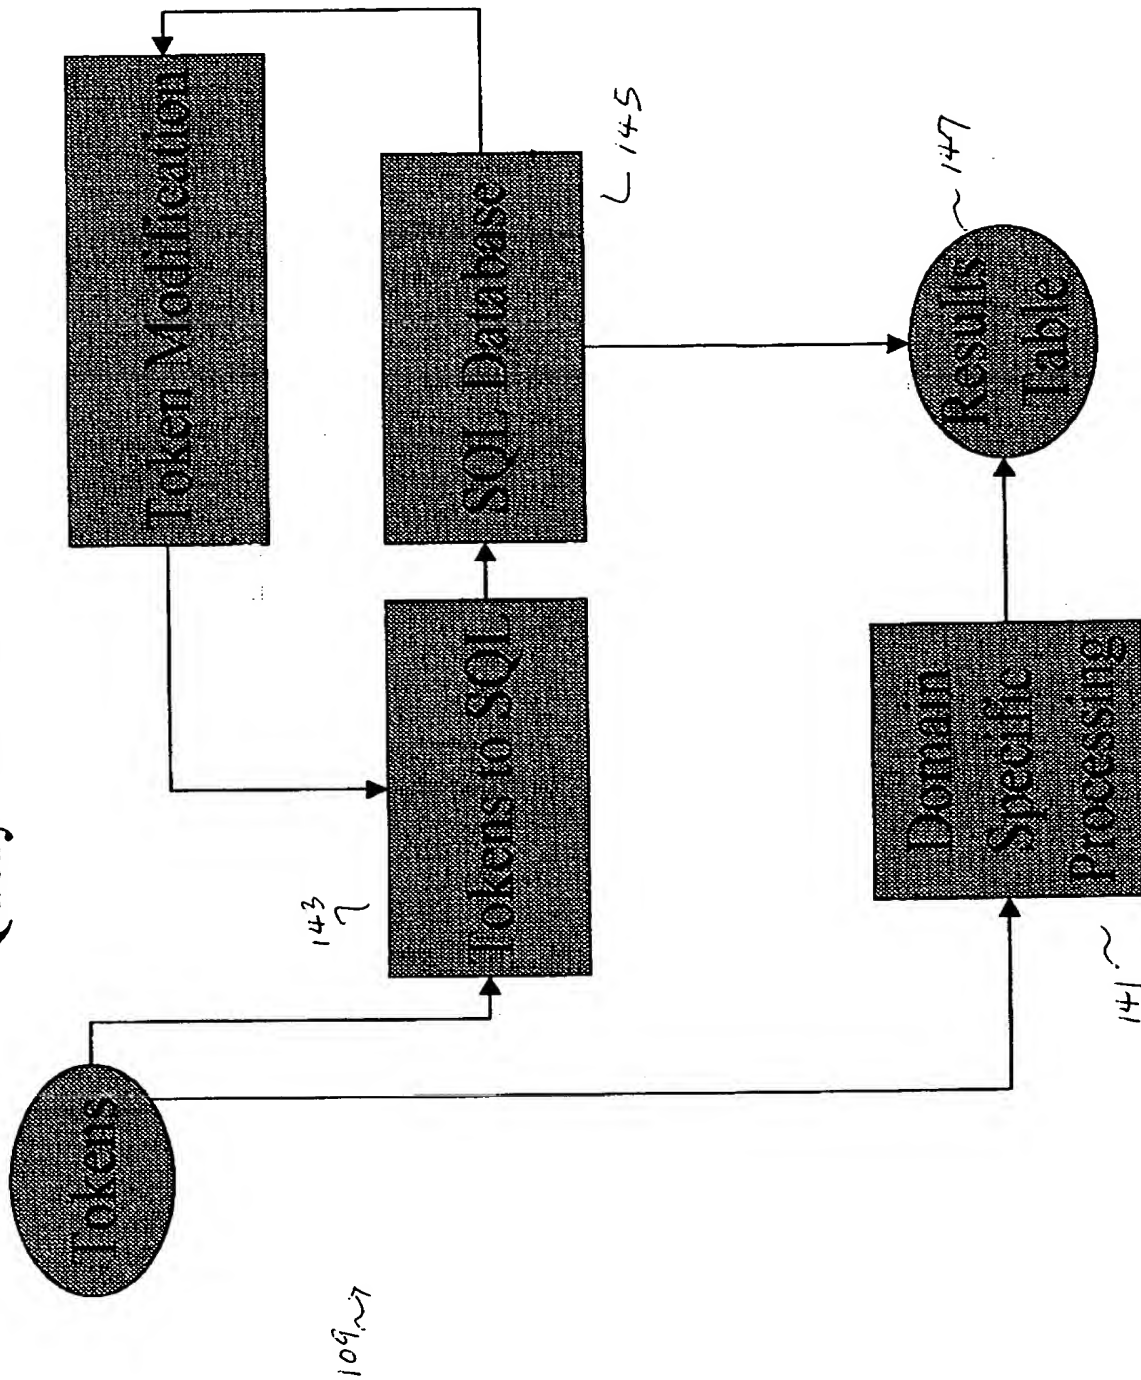 Tokens
Token Modification
143
Tokens to SQL
SQL Database
145
109
Domain
Specific
Processing
141
Results
Table
147